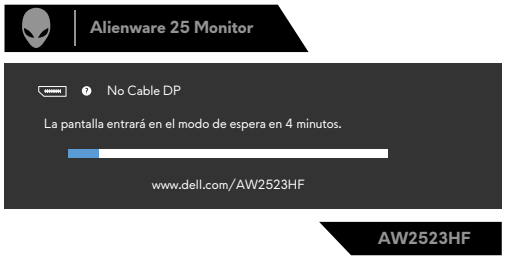 Alienware 25 Monitor
? No Cable DP
La pantalla entrará en el modo de espera en 4 minutos.
www.dell.com/AW2523HF
AW2523HF